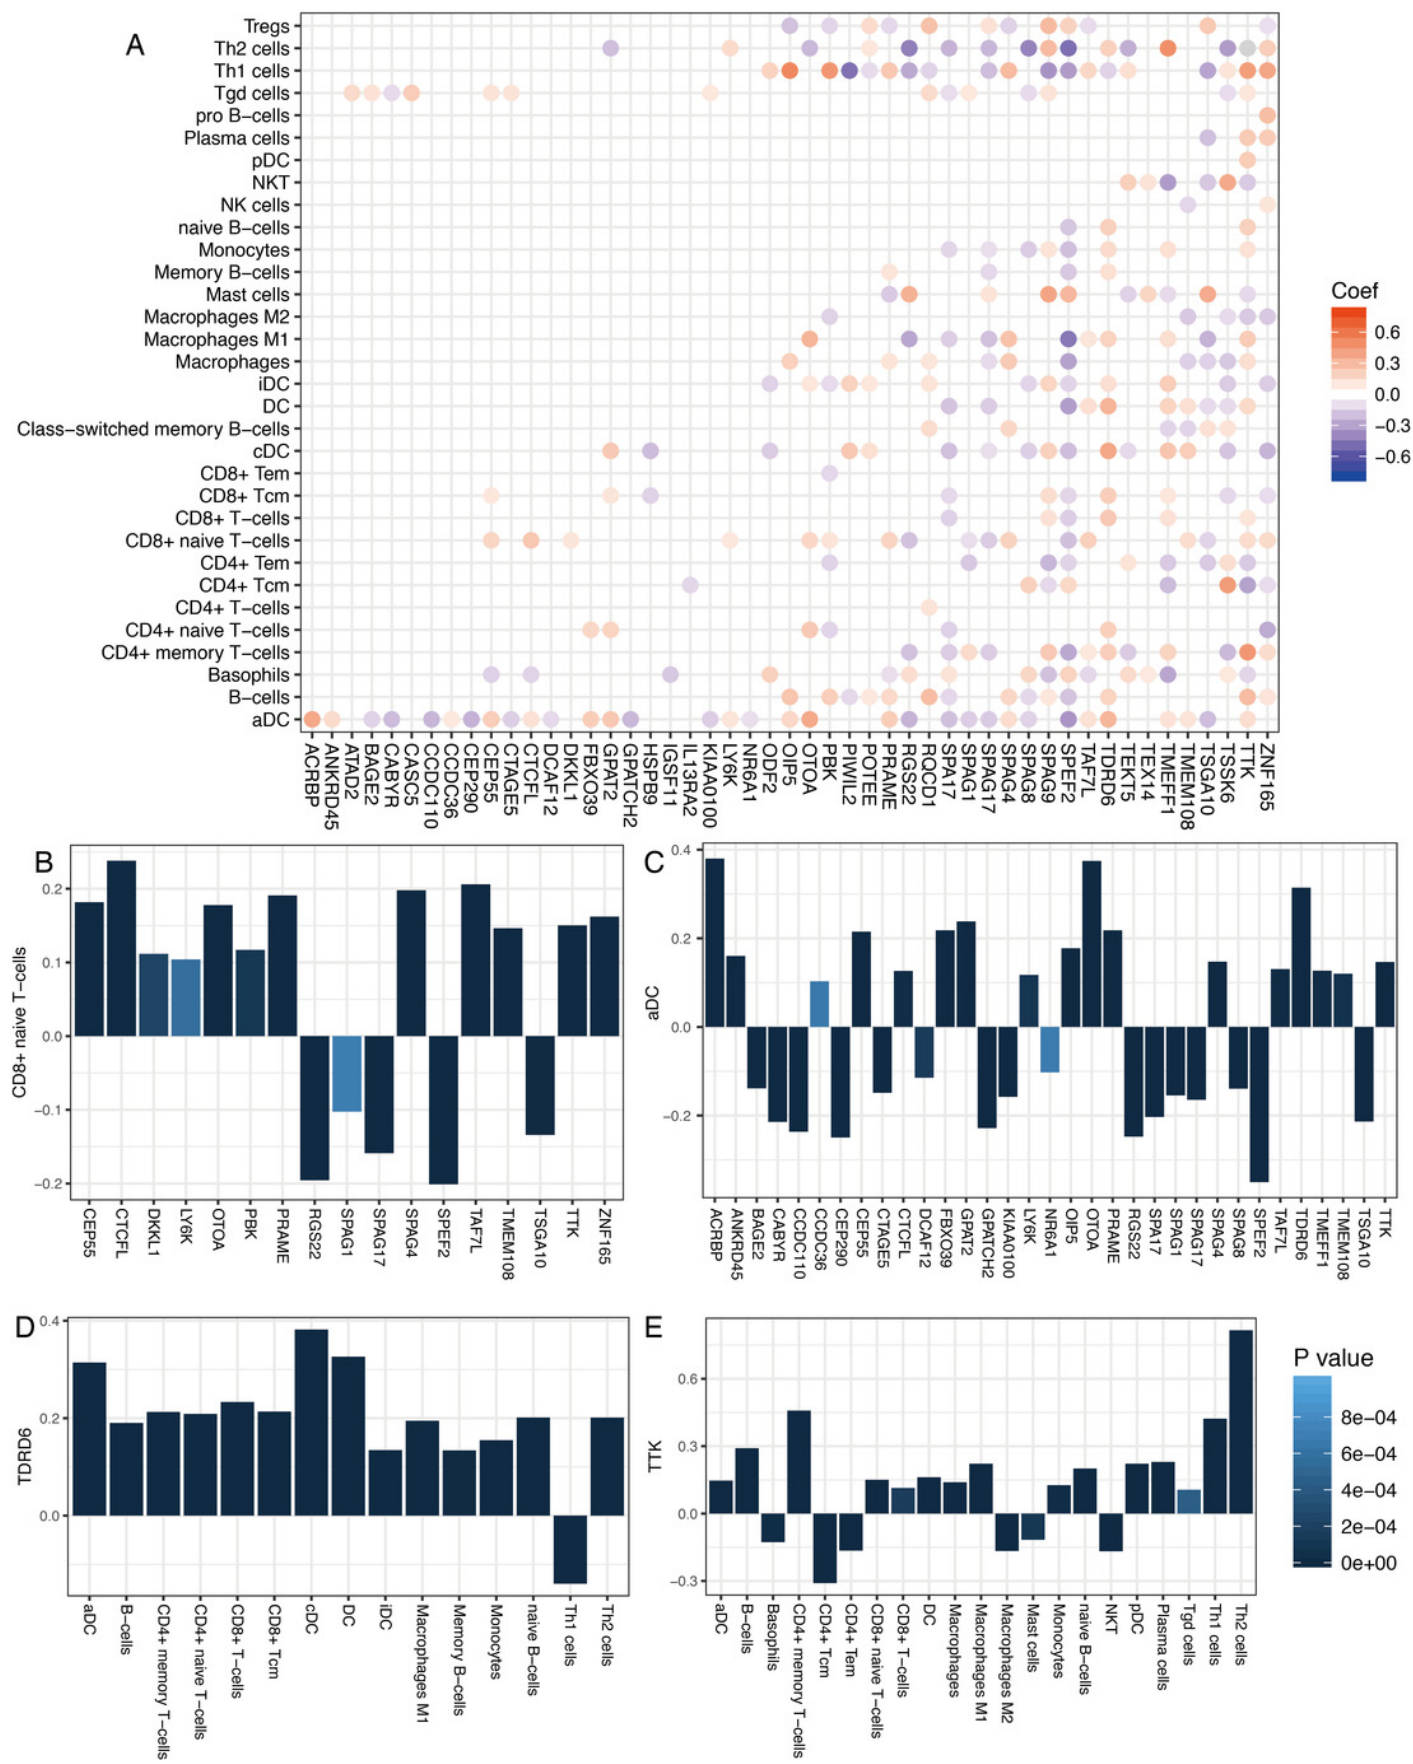 A
Tregs
Th2 cells
Th1 cells
Tgd cells
pro B−cells
Plasma cells
pDC
NKT
NK cells
naive B−cells
Monocytes
Memory B−cells
Mast cells
Macrophages M2
Macrophages M1
Macrophages
iDC
DC
Class−switched memory B−cells
cDC
CD8+ Tem
CD8+ Tcm
CD8+ T−cells
CD8+ naive T−cells
CD4+ Tem
CD4+ Tcm
CD4+ T−cells
CD4+ naive T−cells
CD4+ memory T−cells
Basophils
B−cells
aDC
ACRBP
ANKRD45
ATAD2
BAGE2
CABYR
CASC5
CCDC110
CCDC36
CEP290
CEP55
CTAGE5
CTCFL
DCAF12
DKKL1
FBXO39
GPAT2
GPATCH2
HSPB9
IGSF11
IL13RA2
KIAA0100
LY6K
NR6A1
ODF2
OIP5
OTOA
PBK
PIWIL2
POTEE
PRAME
RGS22
RQCD1
SPA17
SPAG1
SPAG17
SPAG4
SPAG8
SPAG9
SPEF2
TAF7L
TDRD6
TEKT5
TEX14
TMEFF1
TMEM108
TSGA10
TSSK6
TTK
ZNF165
Coef
0.6
0.3
0.0
−0.3
−0.6
B
CD8+ naive T−cells
0.2
0.1
0.0
−0.1
−0.2
CEP55
CTCFL
DKKL1
LY6K
OTOA
PBK
PRAME
RGS22
SPAG1
SPAG17
SPAG4
SPEF2
TAF7L
TMEM108
TSGA10
TTK
ZNF165
C
aDC
0.4
0.2
0.0
−0.2
ACRBP
ANKRD45
BAGE2
CABYR
CCDC110
CCDC36
CEP290
CEP55
CTAGE5
CTCFL
DCAF12
FBXO39
GPAT2
GPATCH2
KIAA0100
LY6K
NR6A1
OIP5
OTOA
PRAME
RGS22
SPA17
SPAG1
SPAG17
SPAG4
SPAG8
SPEF2
TAF7L
TDRD6
TMEFF1
TMEM108
TSGA10
TTK
D
TDRD6
0.4
0.2
0.0
aDC
B−cells
CD4+ memory T−cells
CD4+ naive T−cells
CD8+ T−cells
CD8+ Tcm
cDC
DC
iDC
Macrophages M1
Memory B−cells
Monocytes
naive B−cells
Th1 cells
Th2 cells
E
TTK
0.6
0.3
0.0
−0.3
aDC
B−cells
Basophils
CD4+ memory T−cells
CD4+ Tcm
CD4+ Tem
CD8+ naive T−cells
CD8+ T−cells
DC
Macrophages
Macrophages M1
Macrophages M2
Mast cells
Monocytes
naive B−cells
NKT
pDC
Plasma cells
Tgd cells
Th1 cells
Th2 cells
P value
8e−04
6e−04
4e−04
2e−04
0e+00